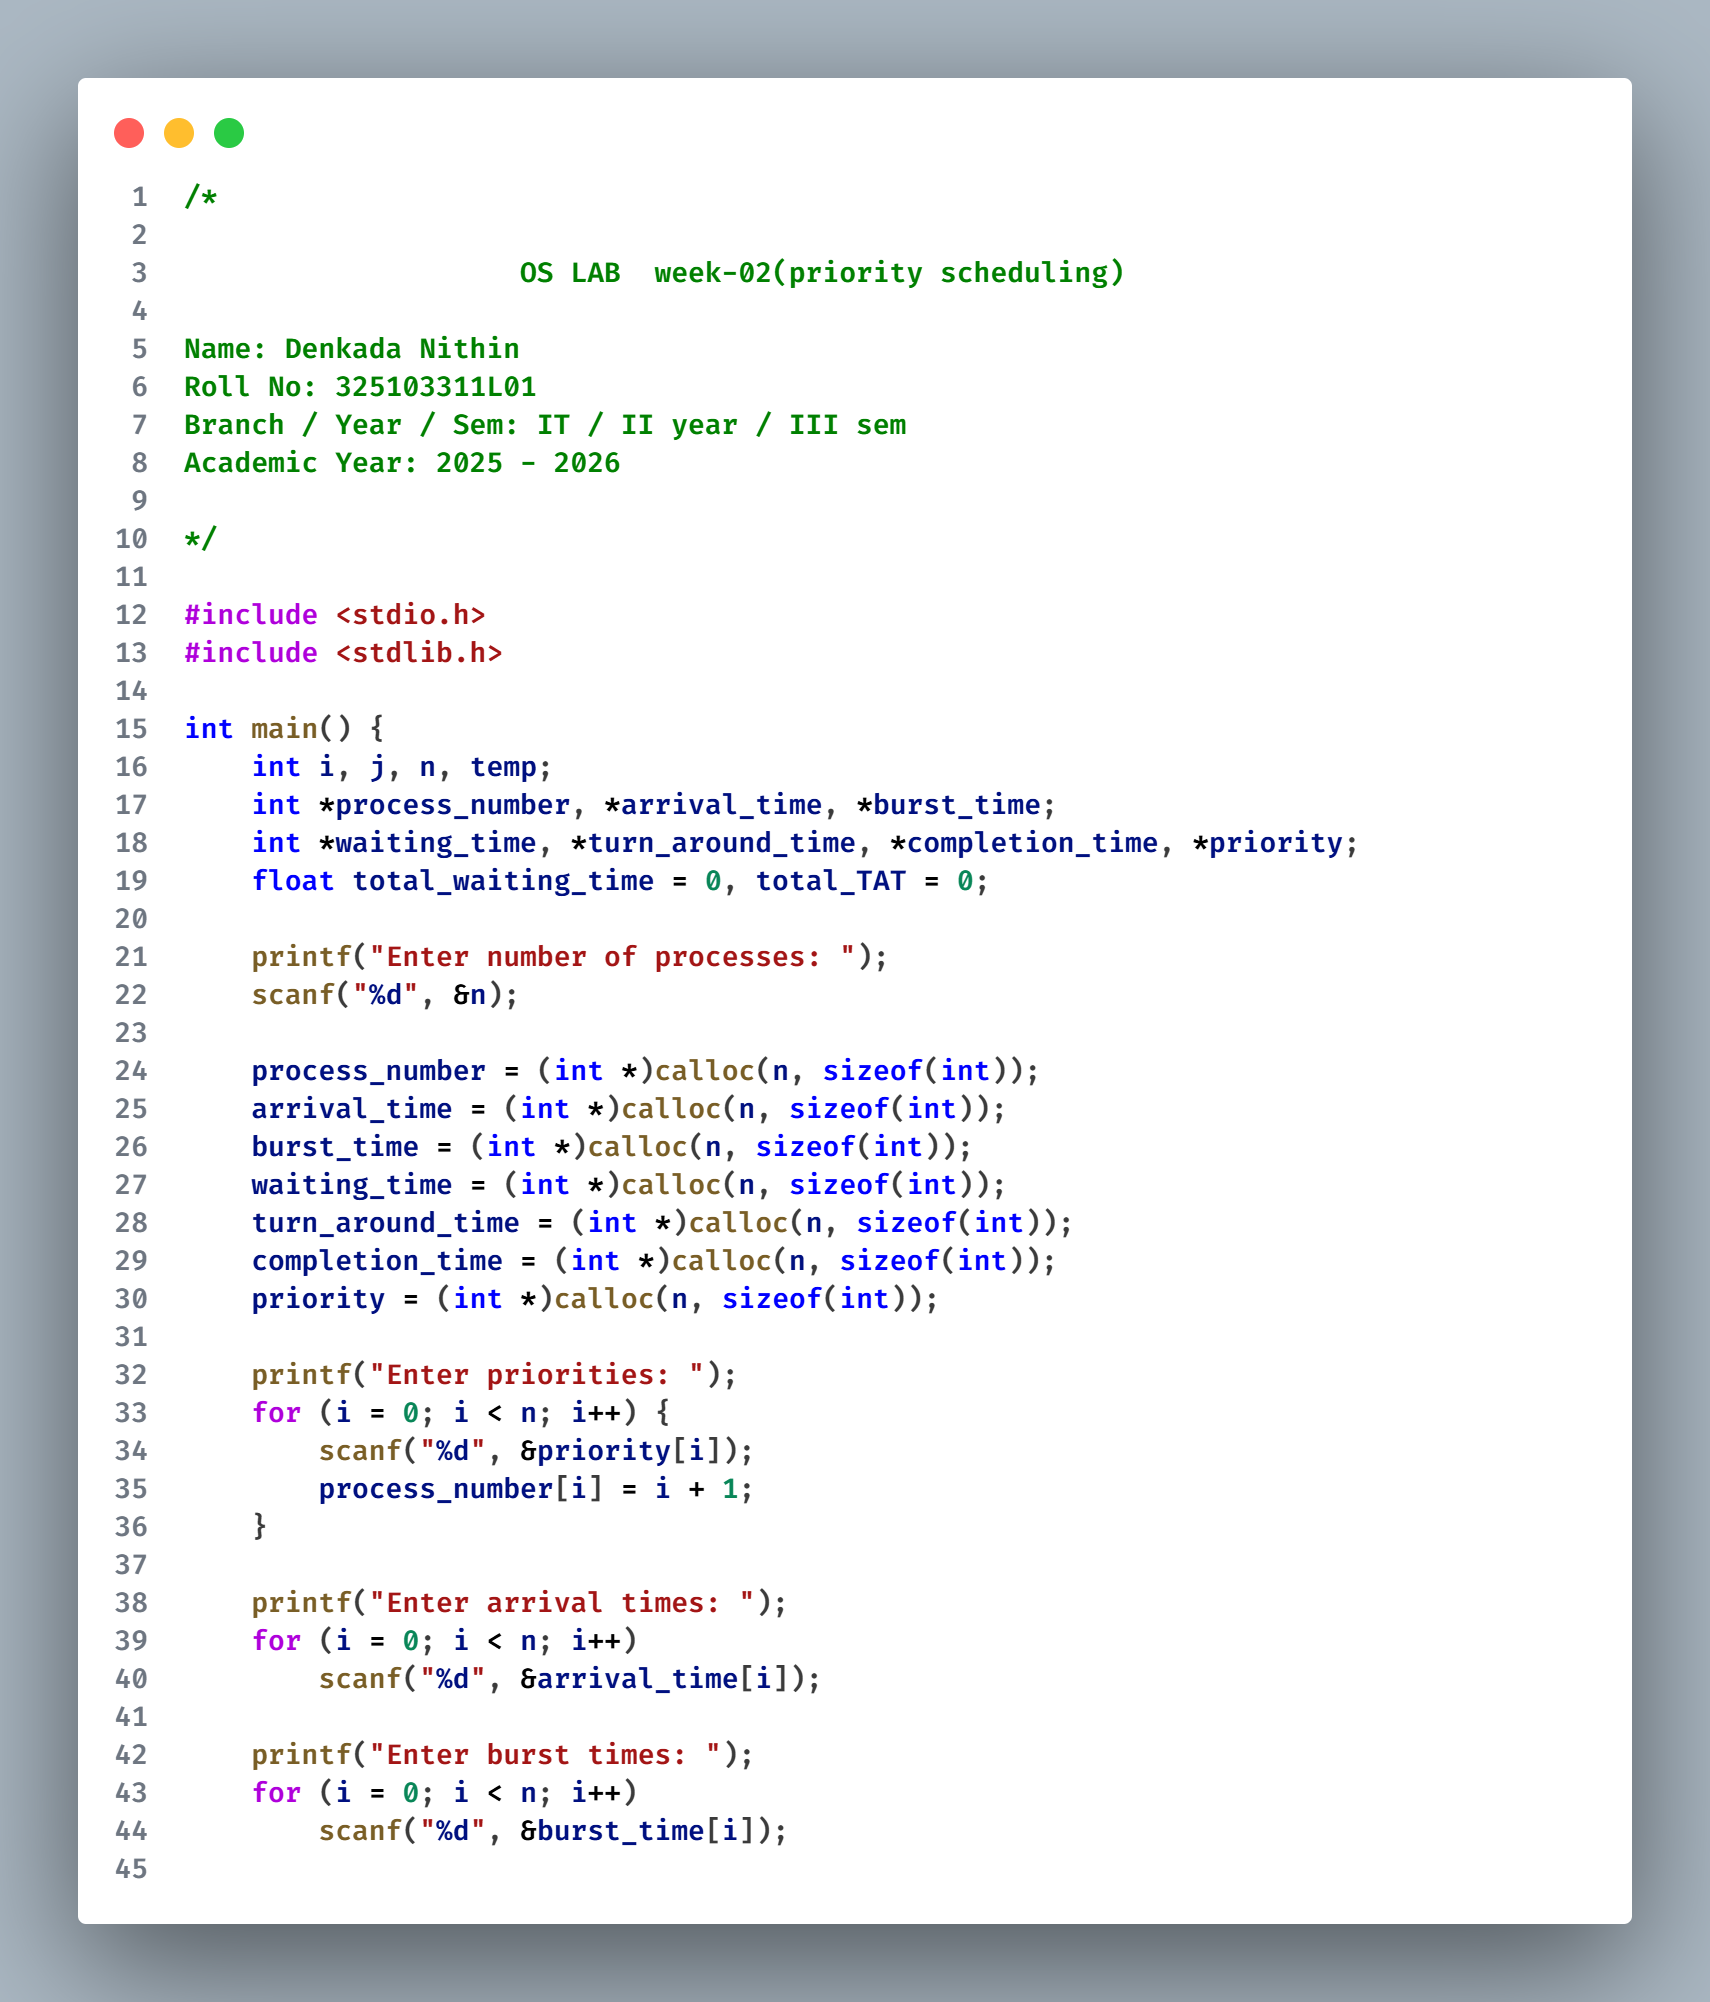 1 /*
2
3                     OS LAB  week-02(priority scheduling)
4
5 Name: Denkada Nithin
6 Roll No: 325103311L01
7 Branch / Year / Sem: IT / II year / III sem
8 Academic Year: 2025 - 2026
9
10 */
11
12 #include <stdio.h>
13 #include <stdlib.h>
14
15 int main() {
16     int i, j, n, temp;
17     int *process_number, *arrival_time, *burst_time;
18     int *waiting_time, *turn_around_time, *completion_time, *priority;
19     float total_waiting_time = 0, total_TAT = 0;
20
21     printf("Enter number of processes: ");
22     scanf("%d", &n);
23
24     process_number = (int *)calloc(n, sizeof(int));
25     arrival_time = (int *)calloc(n, sizeof(int));
26     burst_time = (int *)calloc(n, sizeof(int));
27     waiting_time = (int *)calloc(n, sizeof(int));
28     turn_around_time = (int *)calloc(n, sizeof(int));
29     completion_time = (int *)calloc(n, sizeof(int));
30     priority = (int *)calloc(n, sizeof(int));
31
32     printf("Enter priorities: ");
33     for (i = 0; i < n; i++) {
34         scanf("%d", &priority[i]);
35         process_number[i] = i + 1;
36     }
37
38     printf("Enter arrival times: ");
39     for (i = 0; i < n; i++)
40         scanf("%d", &arrival_time[i]);
41
42     printf("Enter burst times: ");
43     for (i = 0; i < n; i++)
44         scanf("%d", &burst_time[i]);
45